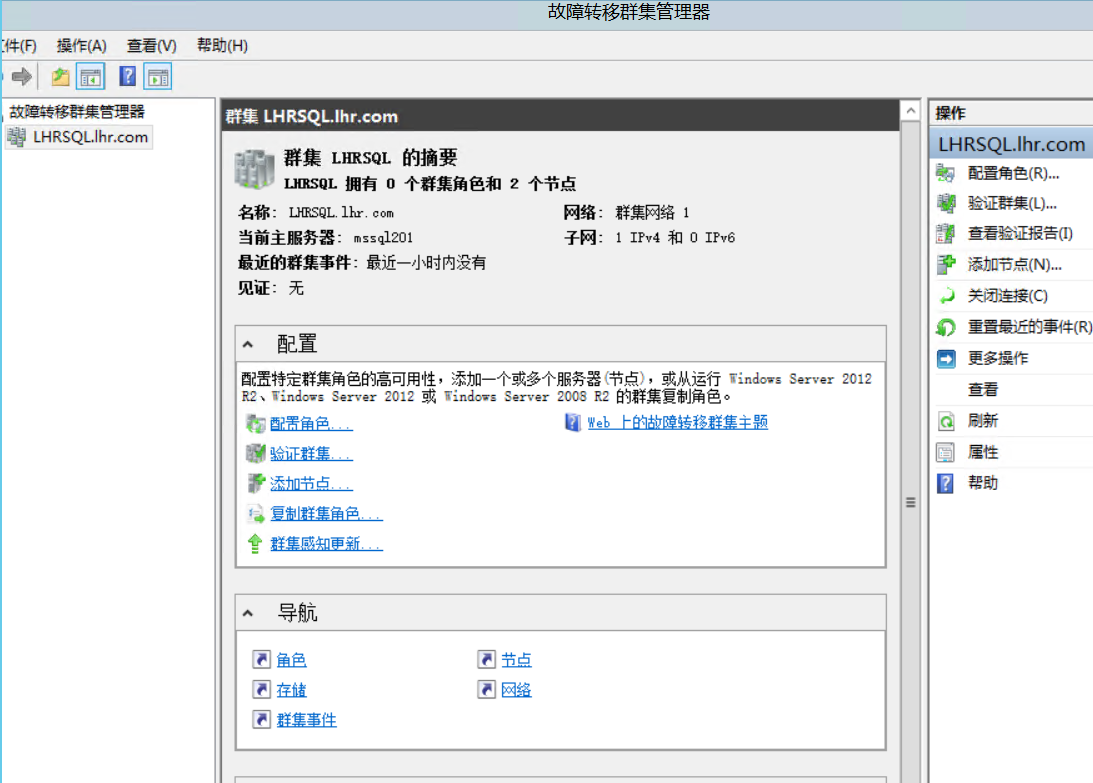 故障转移群集管理器
件(F) 操作(A) 查看(V) 帮助(H)
故障转移群集管理器
LHRSQL.lhr.com
群集 LHRSQL.lhr.com
群集 LHRSQL 的摘要
LHRSQL 拥有 0 个群集角色和 2 个节点
名称: LHRSQL.lhr.com
网络: 群集网络 1
当前主服务器: mssql201
子网: 1 IPv4 和 0 IPv6
最近的群集事件: 最近一小时内没有
见证: 无
配置
配置特定群集角色的高可用性，添加一个或多个服务器(节点)，或从运行 Windows Server 2012
R2、Windows Server 2012 或 Windows Server 2008 R2 的群集复制角色。
配置角色...
Web 上的故障转移群集主题
验证群集...
添加节点...
复制群集角色...
群集感知更新...
导航
角色
节点
存储
网络
群集事件
操作
LHRSQL.lhr.com
配置角色(R)...
验证群集(L)...
查看验证报告(I)
添加节点(N)...
关闭连接(C)
重置最近的事件(R)
更多操作
查看
刷新
属性
帮助